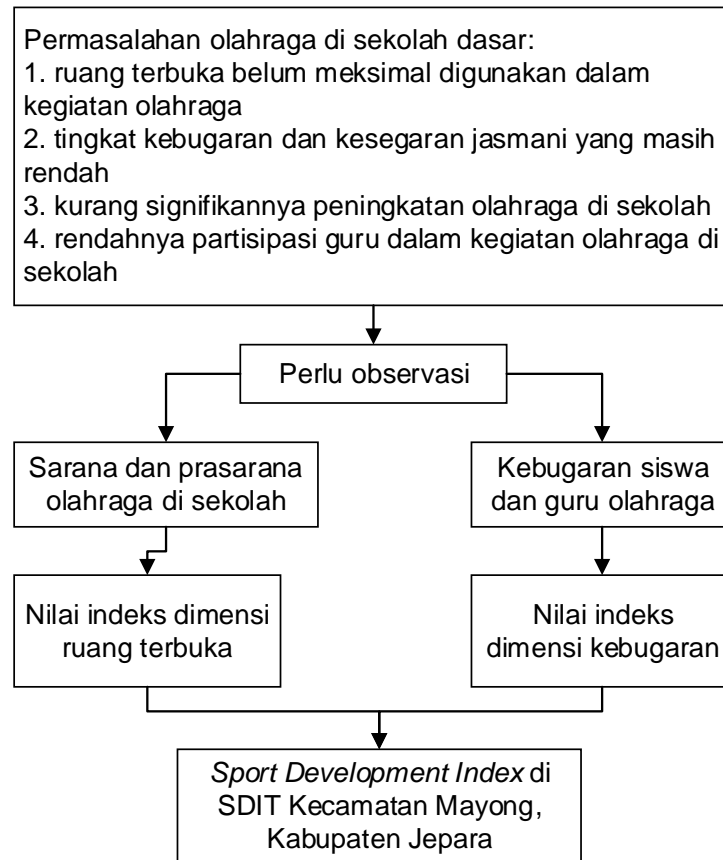 Permasalahan olahraga di sekolah dasar:
1. ruang terbuka belum meksimal digunakan dalam
kegiatan olahraga
2. tingkat kebugaran dan kesegaran jasmani yang masih
rendah
3. kurang signifikannya peningkatan olahraga di sekolah
4. rendahnya partisipasi guru dalam kegiatan olahraga di
sekolah
Perlu observasi
Sarana dan prasarana
olahraga di sekolah
Kebugaran siswa
dan guru olahraga
Nilai indeks dimensi
ruang terbuka
Nilai indeks
dimensi kebugaran
Sport Development Index di
SDIT Kecamatan Mayong,
Kabupaten Jepara